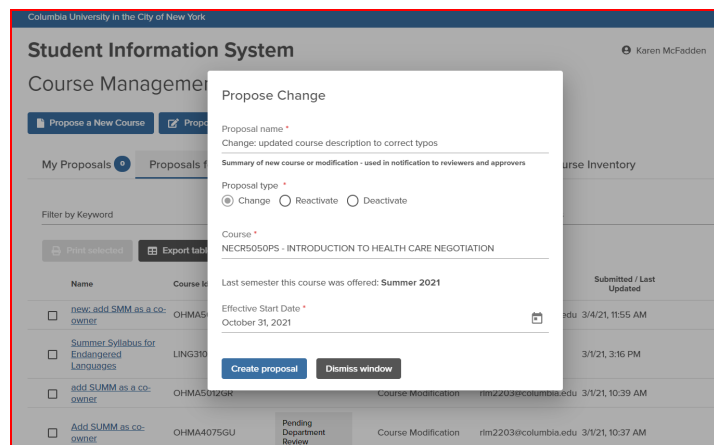 Columbia University in the City of New York
Student Information System
Karen McFadden
Course Managemer
Propose a New Course
Propo
Propose Change
Proposal name *
Change: updated course description to correct typos
Summary of new course or modification - used in notification to reviewers and approvers
My Proposals 0
Proposals f
urse Inventory
Proposal type *
Change Reactivate Deactivate
Filter by Keyword
Course *
NECR5050PS - INTRODUCTION TO HEALTH CARE NEGOTIATION
Print selected
Export tabl
Last semester this course was offered: Summer 2021
Name
Course Id
Submitted / Last
Updated
Effective Start Date *
October 31, 2021
new: add SMM as a co-
owner
OHMA5
edu 3/4/21, 11:55 AM
Summer Syllabus for
Endangered
Languages
LING310
3/1/21, 3:16 PM
Create proposal
Dismiss window
add SUMM as a co-
owner
OHMA5012GR
Course Modification
rlm2203@columbia.edu 3/1/21, 10:39 AM
Add SUMM as co-
owner
OHMA4075GU
Pending
Department
Review
Course Modification
rlm2203@columbia.edu 3/1/21, 10:37 AM